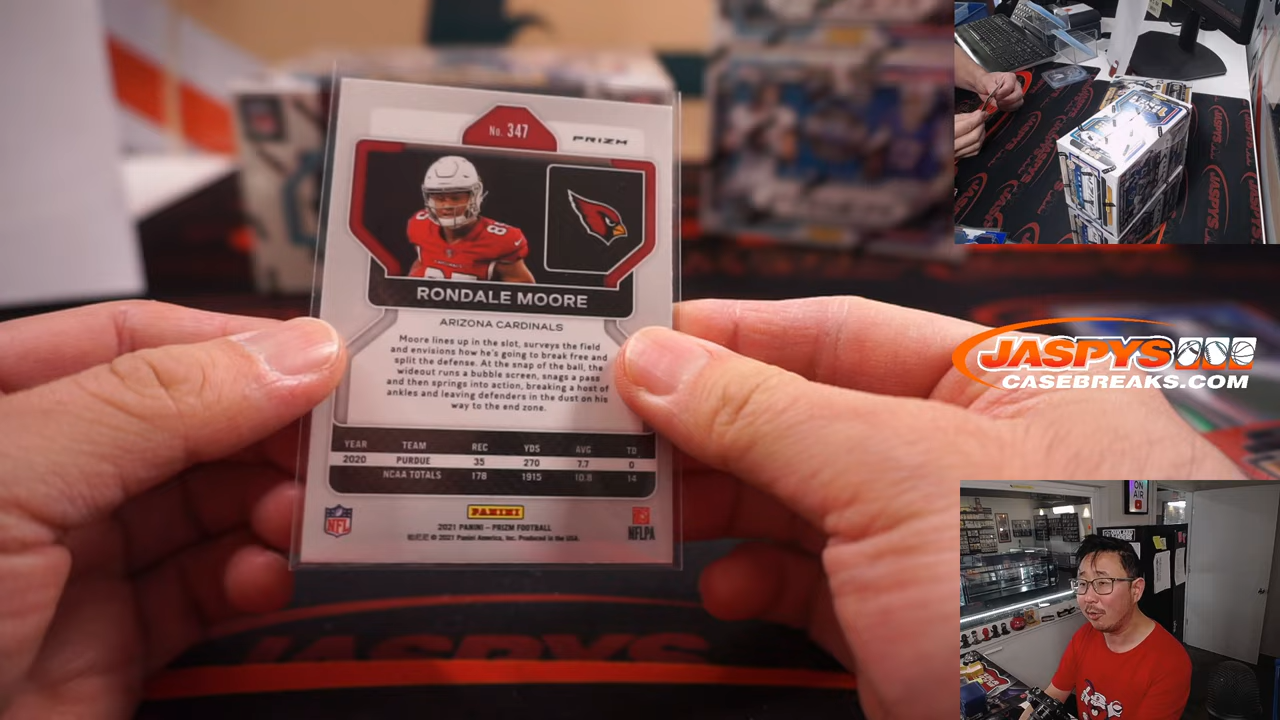 No. 347
PRIZM
RONDALE MOORE
ARIZONA CARDINALS
Moore lines up in the slot, surveys the field
and envisions how he's going to break free and
split the defense. At the snap of the ball, the
wideout runs a bubble screen, snags a pass
and then springs into action, breaking a host of
ankles and leaving defenders in the dust on his
way to the end zone.
YEAR TEAM REC YDS AVG TD
2020 PURDUE 35 270 7.7 0
NCAA TOTALS 178 1915 10.8 14
PANINI
2021 PANINI – PRIZM FOOTBALL
© 2021 Panini America, Inc. Produced in the USA.
NFL
NFLPA
JASPYS
JASPYS
JASPYS
CASEBREAKS.COM
ON
AIR